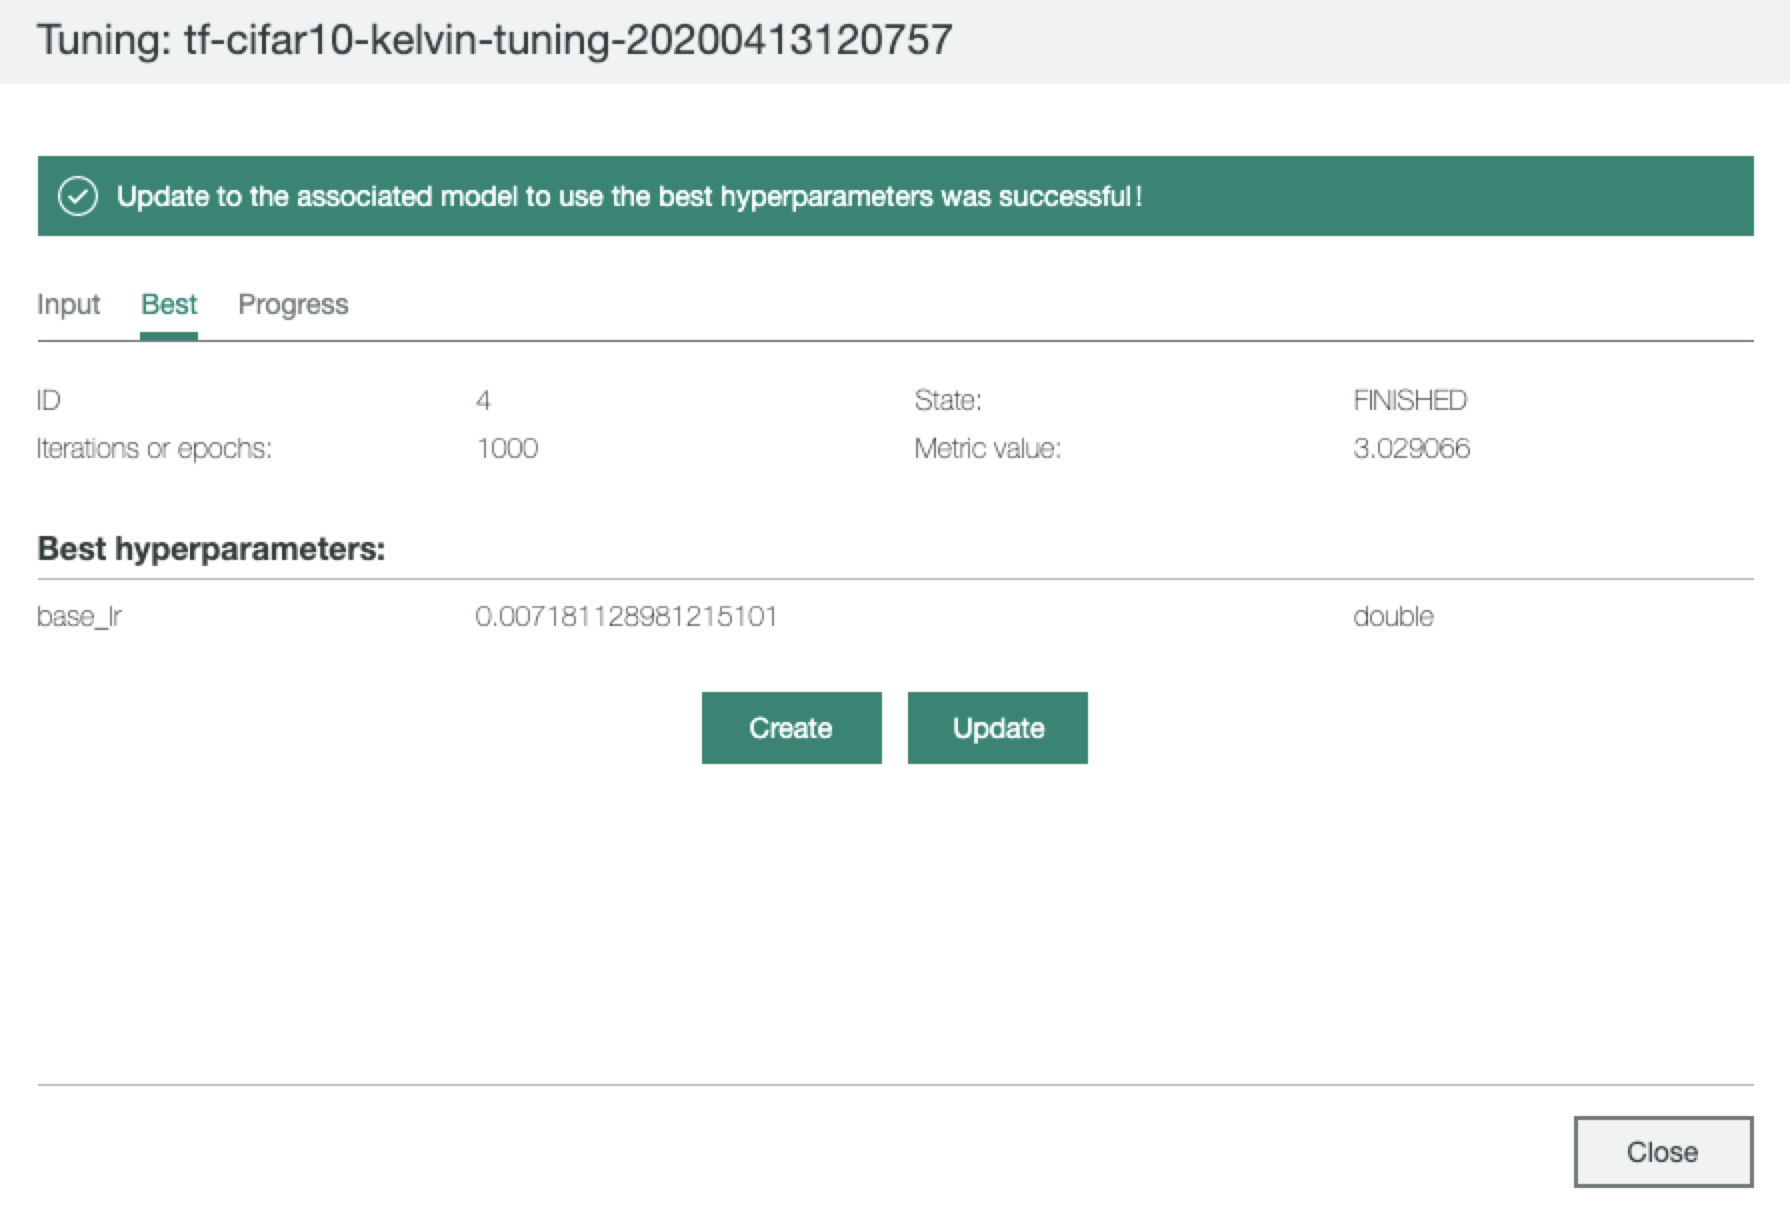 Tuning: tf-cifar10-kelvin-tuning-20200413120757
Update to the associated model to use the best hyperparameters was successful!
Input Best Progress
ID 4 State: FINISHED
Iterations or epochs: 1000 Metric value: 3.029066
Best hyperparameters:
base_lr 0.007181128981215101 double
Create Update
Close